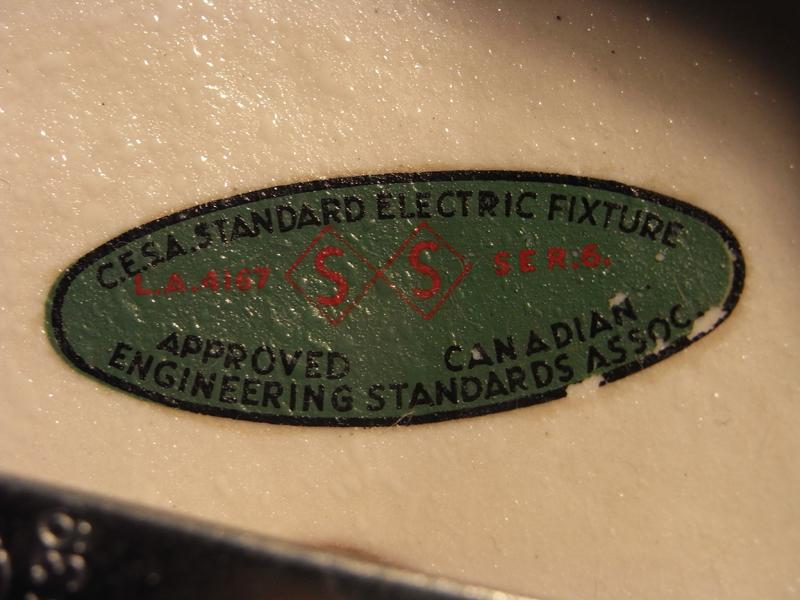 C.E.S.A. STANDARD ELECTRIC FIXTURE
L.A.4167 S S SER.6.
APPROVED CANADIAN
ENGINEERING STANDARDS ASSOC.